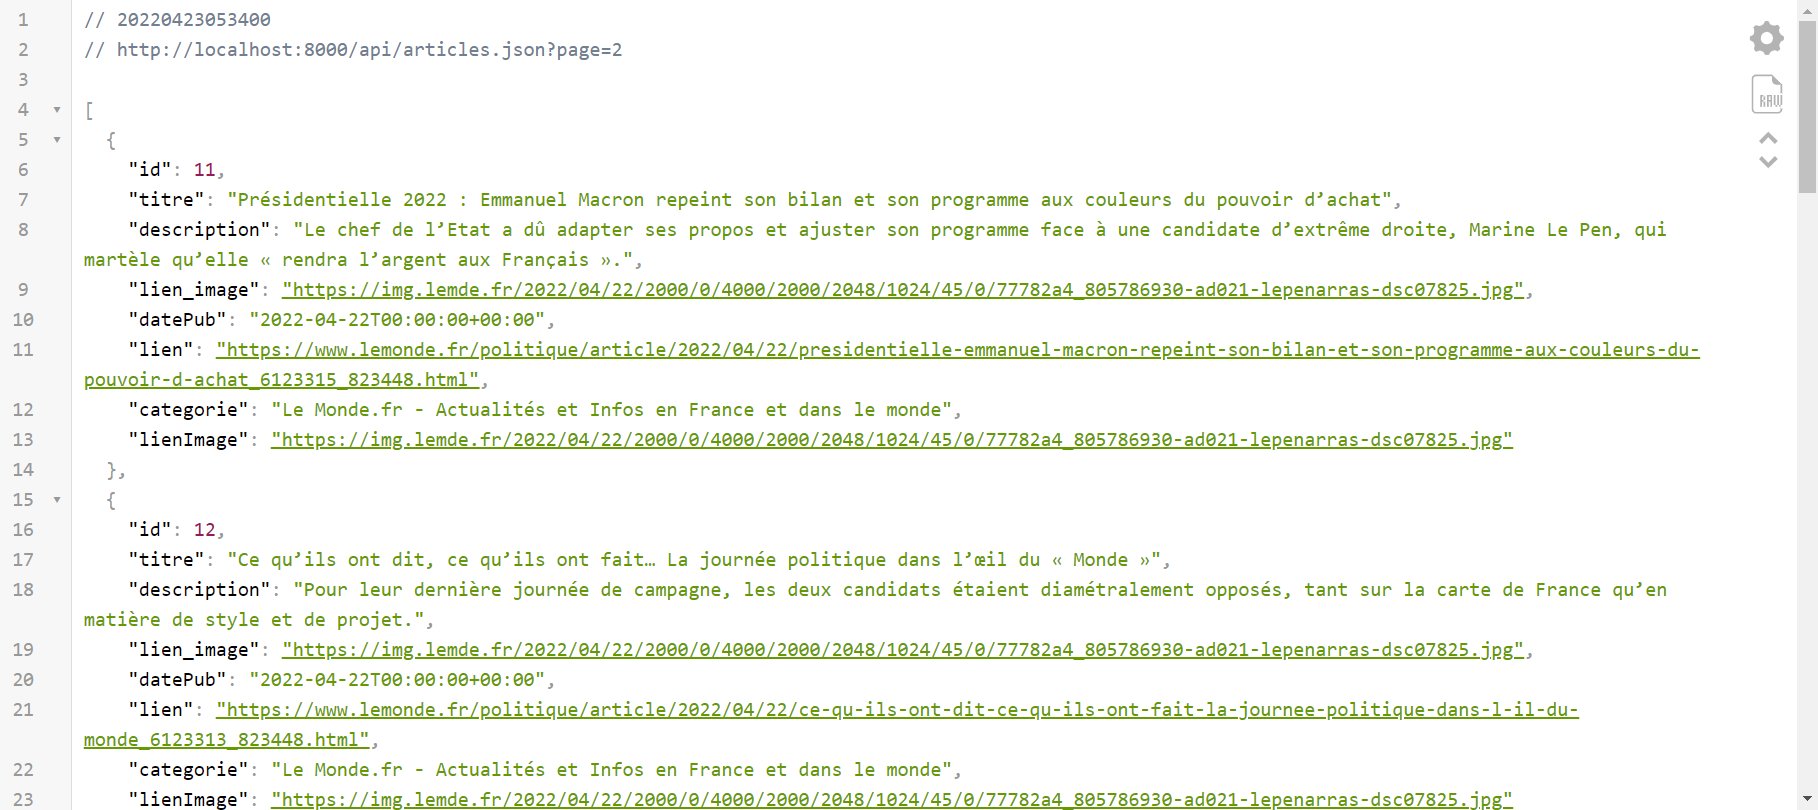 1 // 20220423053400
2 // http://localhost:8000/api/articles.json?page=2
3
4 [
5 {
6 "id": 11,
7 "titre": "Présidentielle 2022 : Emmanuel Macron repeint son bilan et son programme aux couleurs du pouvoir d’achat",
8 "description": "Le chef de l’Etat a dû adapter ses propos et ajuster son programme face à une candidate d’extrême droite, Marine Le Pen, qui
martèle qu’elle « rendra l’argent aux Français ».",
9 "lien_image": "https://img.lemde.fr/2022/04/22/2000/0/4000/2000/2048/1024/45/0/77782a4_805786930-ad021-lepenarras-dsc07825.jpg",
10 "datePub": "2022-04-22T00:00:00+00:00",
11 "lien": "https://www.lemonde.fr/politique/article/2022/04/22/presidentielle-emmanuel-macron-repeint-son-bilan-et-son-programme-aux-couleurs-du-
pouvoir-d-achat_6123315_823448.html",
12 "categorie": "Le Monde.fr - Actualités et Infos en France et dans le monde",
13 "lienImage": "https://img.lemde.fr/2022/04/22/2000/0/4000/2000/2048/1024/45/0/77782a4_805786930-ad021-lepenarras-dsc07825.jpg"
14 },
15 {
16 "id": 12,
17 "titre": "Ce qu’ils ont dit, ce qu’ils ont fait… La journée politique dans l’œil du « Monde »",
18 "description": "Pour leur dernière journée de campagne, les deux candidats étaient diamétralement opposés, tant sur la carte de France qu’en
matière de style et de projet.",
19 "lien_image": "https://img.lemde.fr/2022/04/22/2000/0/4000/2000/2048/1024/45/0/77782a4_805786930-ad021-lepenarras-dsc07825.jpg",
20 "datePub": "2022-04-22T00:00:00+00:00",
21 "lien": "https://www.lemonde.fr/politique/article/2022/04/22/ce-qu-ils-ont-dit-ce-qu-ils-ont-fait-la-journee-politique-dans-l-il-du-
monde_6123313_823448.html",
22 "categorie": "Le Monde.fr - Actualités et Infos en France et dans le monde",
23 "lienImage": "https://img.lemde.fr/2022/04/22/2000/0/4000/2000/2048/1024/45/0/77782a4_805786930-ad021-lepenarras-dsc07825.jpg"
RAW